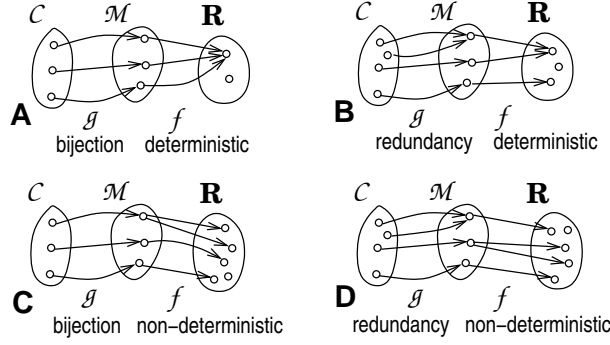 C M R C M R
A g f B g f
bijection deterministic redundancy deterministic
C M R C M R
C g f D g f
bijection non-deterministic redundancy non-deterministic